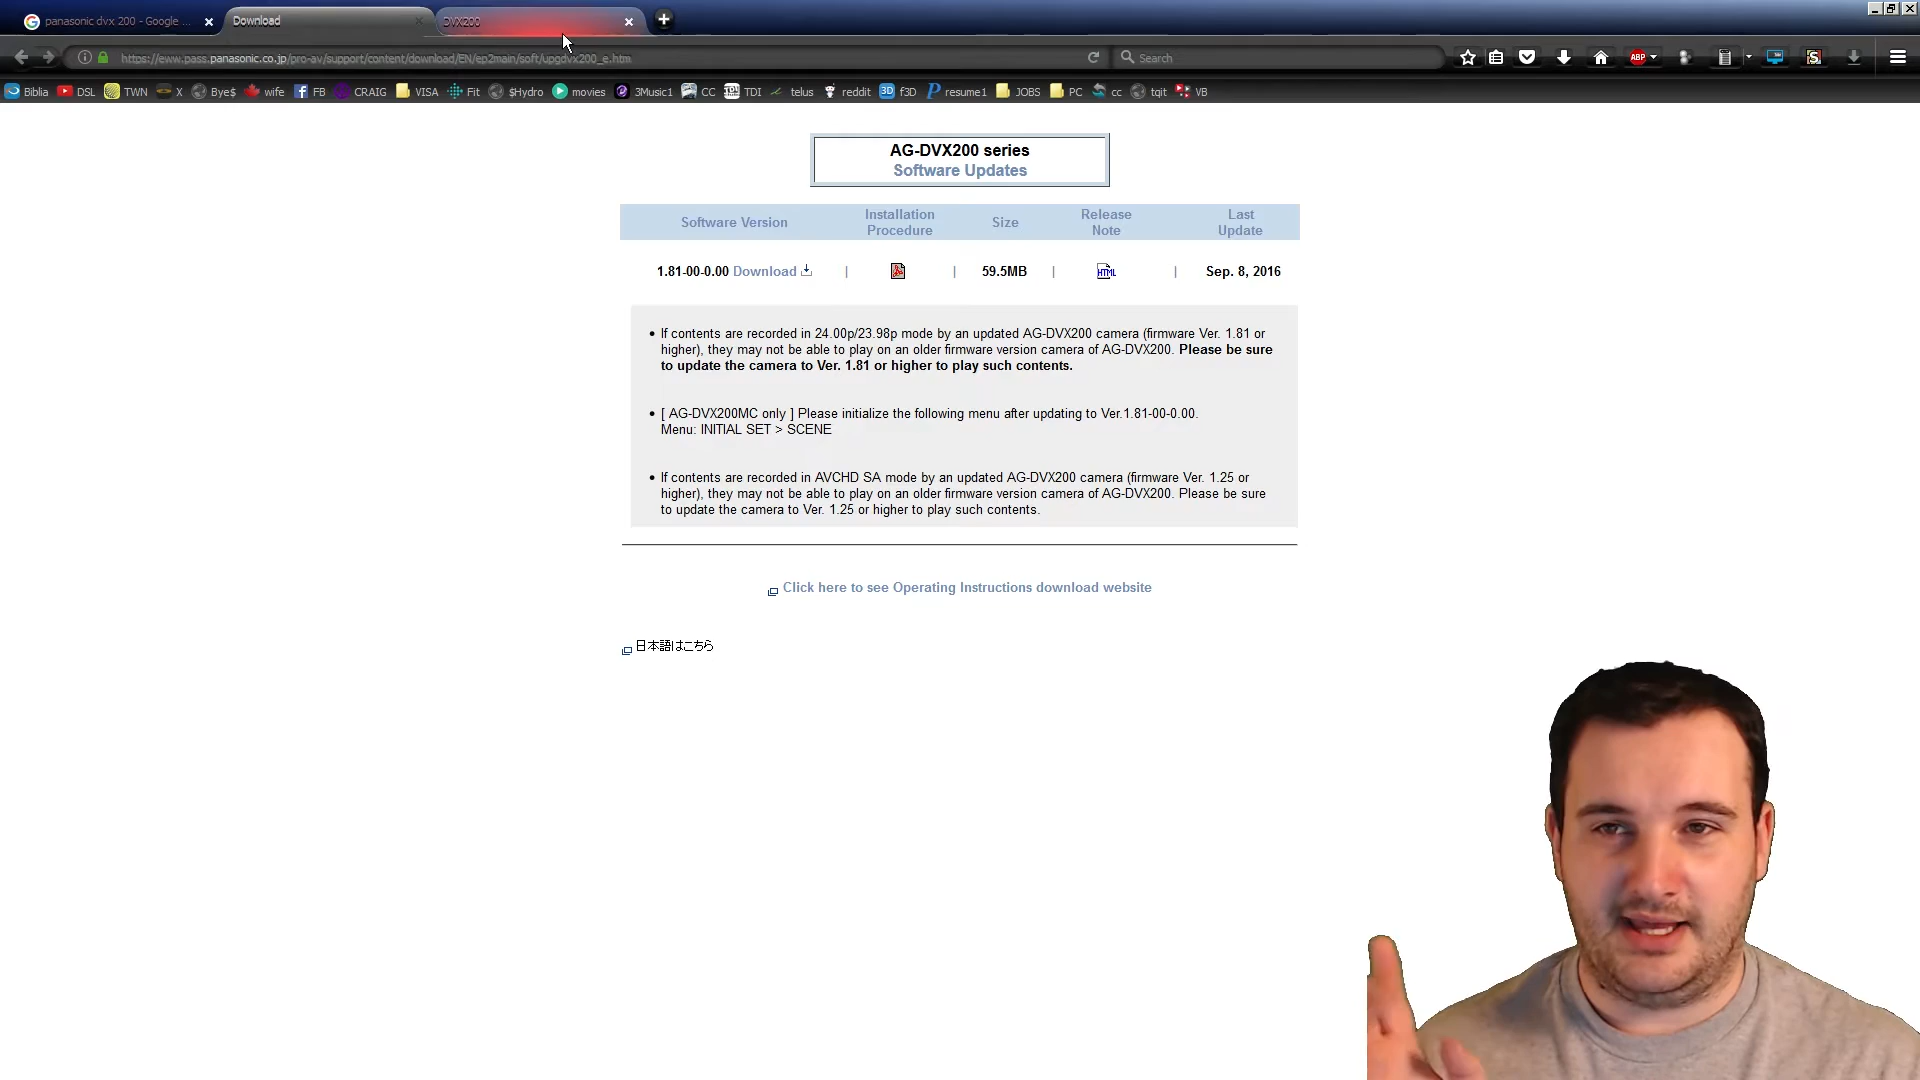 panasonic dvx 200 - Google ...
Download
DVX200
https://eww.pass.panasonic.co.jp/pro-av/support/content/download/EN/ep2main/soft/upgdvx200_e.htm
Search
ABP
Biblia
DSL
TWN
X
Bye$
wife
FB
CRAIG
VISA
Fit
$Hydro
movies
3Music1
CC
TDI
telus
reddit
3D
f3D
resume1
JOBS
PC
cc
tqit
VB
AG-DVX200 series
Software Updates
Software Version
Installation
Procedure
Size
Release
Note
Last
Update
1.81-00-0.00 Download | | 59.5MB | HTML | Sep. 8, 2016
• If contents are recorded in 24.00p/23.98p mode by an updated AG-DVX200 camera (firmware Ver. 1.81 or
higher), they may not be able to play on an older firmware version camera of AG-DVX200. Please be sure
to update the camera to Ver. 1.81 or higher to play such contents.
• [ AG-DVX200MC only ] Please initialize the following menu after updating to Ver.1.81-00-0.00.
Menu: INITIAL SET > SCENE
• If contents are recorded in AVCHD SA mode by an updated AG-DVX200 camera (firmware Ver. 1.25 or
higher), they may not be able to play on an older firmware version camera of AG-DVX200. Please be sure
to update the camera to Ver. 1.25 or higher to play such contents.
Click here to see Operating Instructions download website
日本語はこちら